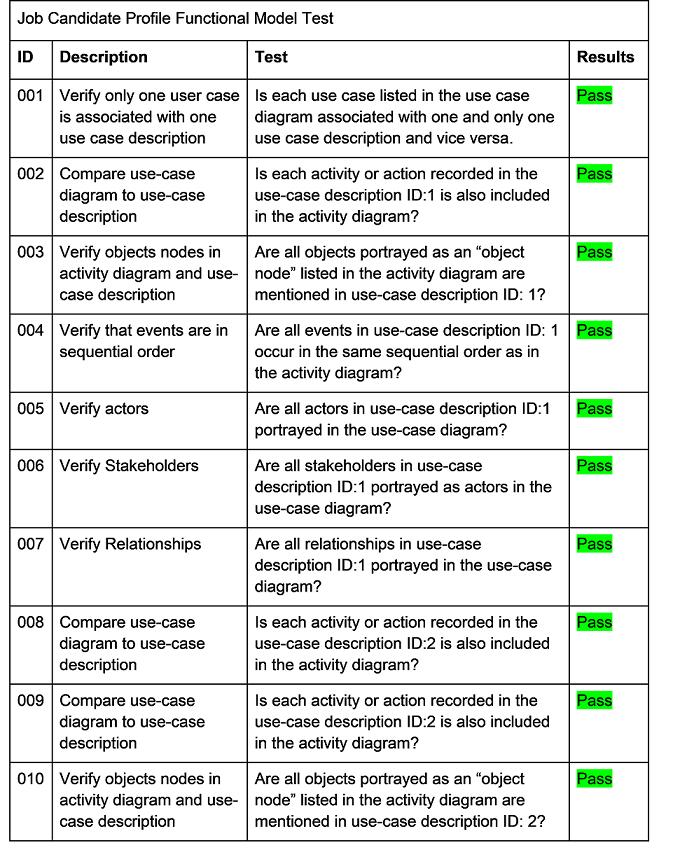 Job Candidate Profile Functional Model Test
ID Description Test Results
001 Verify only one user case Is each use case listed in the use case Pass
is associated with one diagram associated with one and only one
use case description use case description and vice versa.
002 Compare use-case Is each activity or action recorded in the Pass
diagram to use-case use-case description ID:1 is also included
description in the activity diagram?
003 Verify objects nodes in Are all objects portrayed as an “object Pass
activity diagram and use- node” listed in the activity diagram are
case description mentioned in use-case description ID: 1?
004 Verify that events are in Are all events in use-case description ID: 1 Pass
sequential order occur in the same sequential order as in
the activity diagram?
005 Verify actors Are all actors in use-case description ID:1 Pass
portrayed in the use-case diagram?
006 Verify Stakeholders Are all stakeholders in use-case Pass
description ID:1 portrayed as actors in the
use-case diagram?
007 Verify Relationships Are all relationships in use-case Pass
description ID:1 portrayed in the use-case
diagram?
008 Compare use-case Is each activity or action recorded in the Pass
diagram to use-case use-case description ID:2 is also included
description in the activity diagram?
009 Compare use-case Is each activity or action recorded in the Pass
diagram to use-case use-case description ID:2 is also included
description in the activity diagram?
010 Verify objects nodes in Are all objects portrayed as an “object Pass
activity diagram and use- node” listed in the activity diagram are
case description mentioned in use-case description ID: 2?